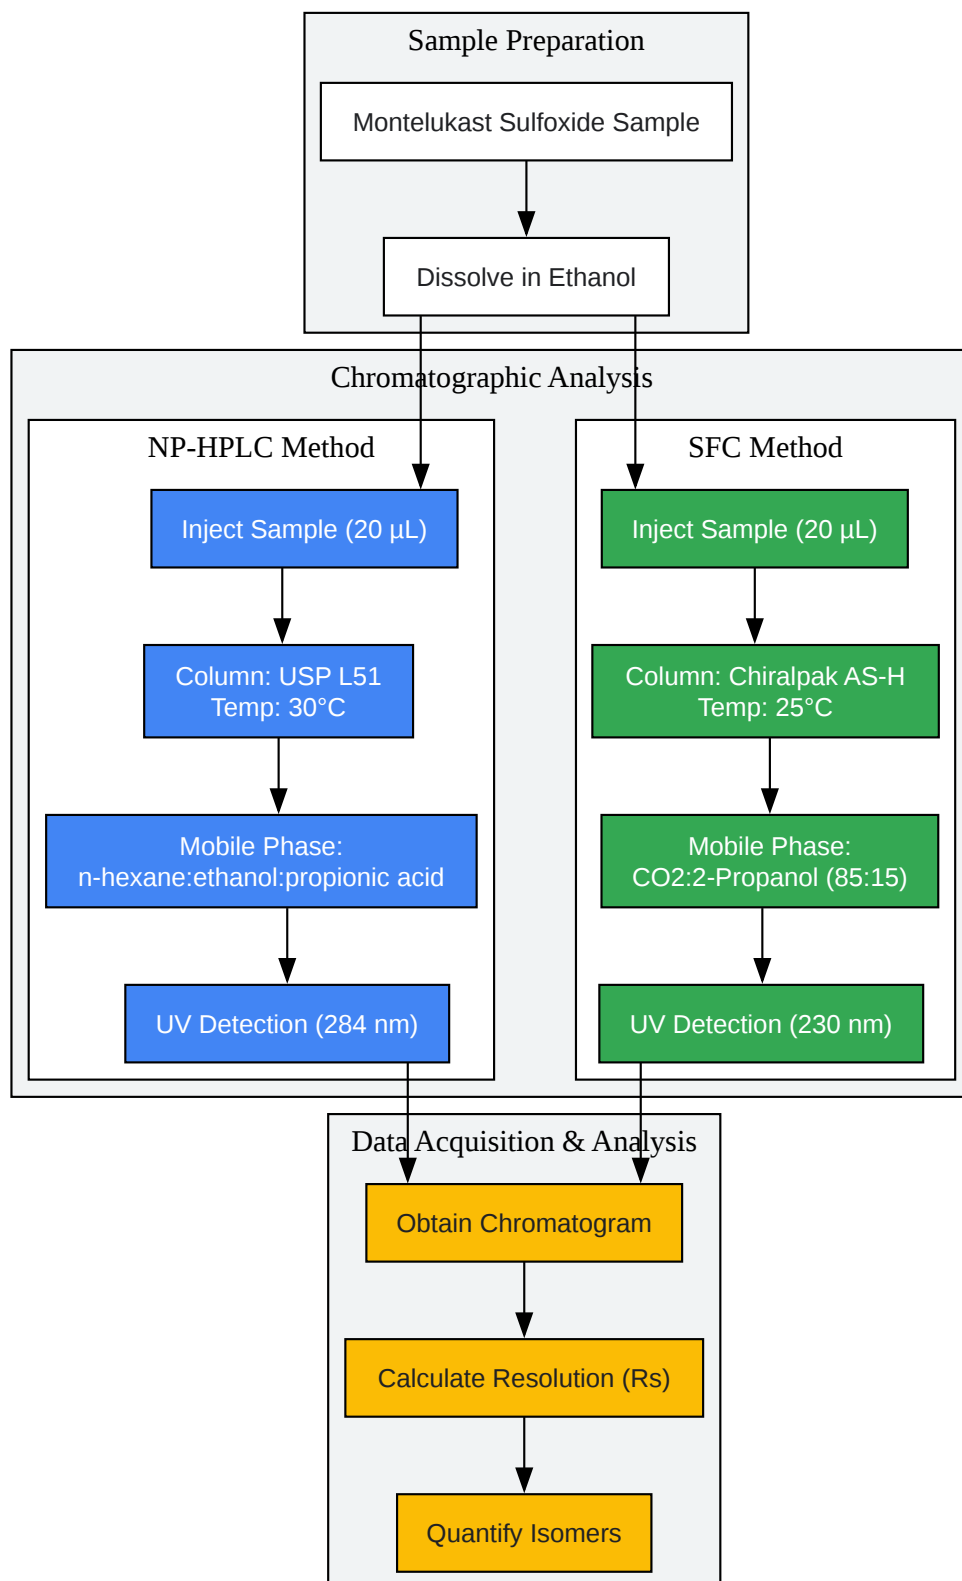 Sample Preparation
Montelukast Sulfoxide Sample
Dissolve in Ethanol
Chromatographic Analysis
NP-HPLC Method
Inject Sample (20 µL)
Column: USP L51
Temp: 30°C
Mobile Phase:
n-hexane:ethanol:propionic acid
UV Detection (284 nm)
SFC Method
Inject Sample (20 µL)
Column: Chiralpak AS-H
Temp: 25°C
Mobile Phase:
CO2:2-Propanol (85:15)
UV Detection (230 nm)
Data Acquisition & Analysis
Obtain Chromatogram
Calculate Resolution (Rs)
Quantify Isomers